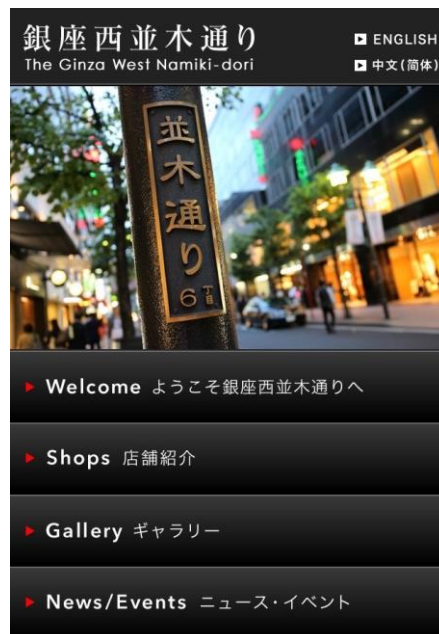 銀座西並木通り
The Ginza West Namiki-dori
ENGLISH
中文(简体)
並木通り
6丁目
Welcome ようこそ銀座西並木通りへ
Shops 店舗紹介
Gallery ギャラリー
News/Events ニュース・イベント